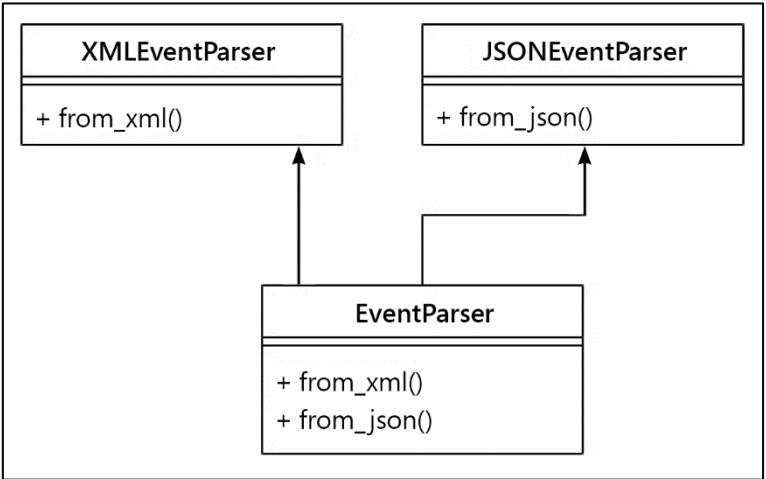 XMLEventParser
+ from_xml()
JSONEventParser
+ from_json()
EventParser
+ from_xml()
+ from_json()